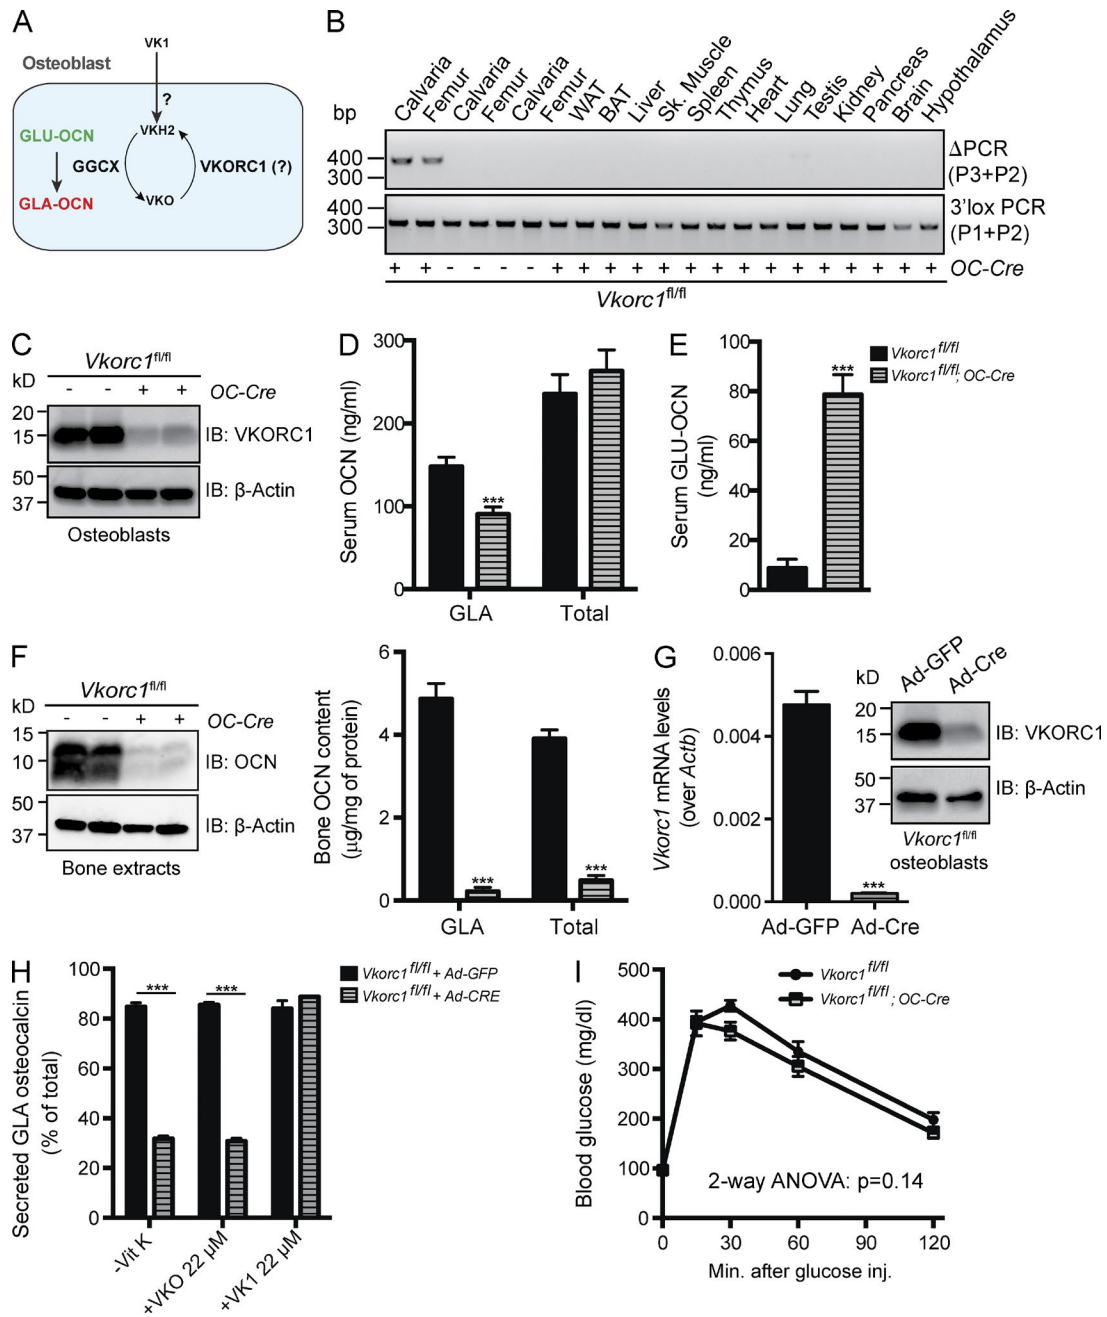 A
VK1
Osteoblast
?
GLU-OCN
VKH2
GGCX
VKORC1 (?)
GLA-OCN
VKO
B
Calvaria
Femur
Calvaria
Femur
Calvaria
Femur
WAT
BAT
Liver
Sk. Muscle
Spleen
Thymus
Heart
Lung
Testis
Kidney
Pancreas
Brain
Hypothalamus
bp
400
300
ΔPCR
(P3+P2)
400
300
3'lox PCR
(P1+P2)
+ + - - - - + + + + + + + + + + + + + + OC-Cre
Vkorc1fl/fl
C
Vkorc1fl/fl
kD
- - + + OC-Cre
20
15
IB: VKORC1
50
37
IB: β-Actin
Osteoblasts
D
Serum OCN (ng/ml)
300
200
100
0
***
GLA Total
E
Serum GLU-OCN
(ng/ml)
100
80
60
40
20
0
***
Vkorc1fl/fl
Vkorc1fl/fl; OC-Cre
F
Vkorc1fl/fl
kD
- - + + OC-Cre
15
10
IB: OCN
50
37
IB: β-Actin
Bone extracts
Bone OCN content
(μg/mg of protein)
6
4
2
0
***
***
GLA Total
G
Vkorc1 mRNA levels
(over Actb)
0.006
0.004
0.002
0.000
***
Ad-GFP Ad-Cre
Ad-GFP
Ad-Cre
kD
20
15
IB: VKORC1
50
37
IB: β-Actin
Vkorc1fl/fl
osteoblasts
H
Secreted GLA osteocalcin
(% of total)
100
80
60
40
20
0
***
***
Vkorc1fl/fl + Ad-GFP
Vkorc1fl/fl + Ad-CRE
-Vit K
+VKO 22 μM
+VK1 22 μM
I
Blood glucose (mg/dl)
500
400
300
200
100
0
Vkorc1fl/fl
Vkorc1fl/fl; OC-Cre
2-way ANOVA: p=0.14
0 30 60 90 120
Min. after glucose inj.